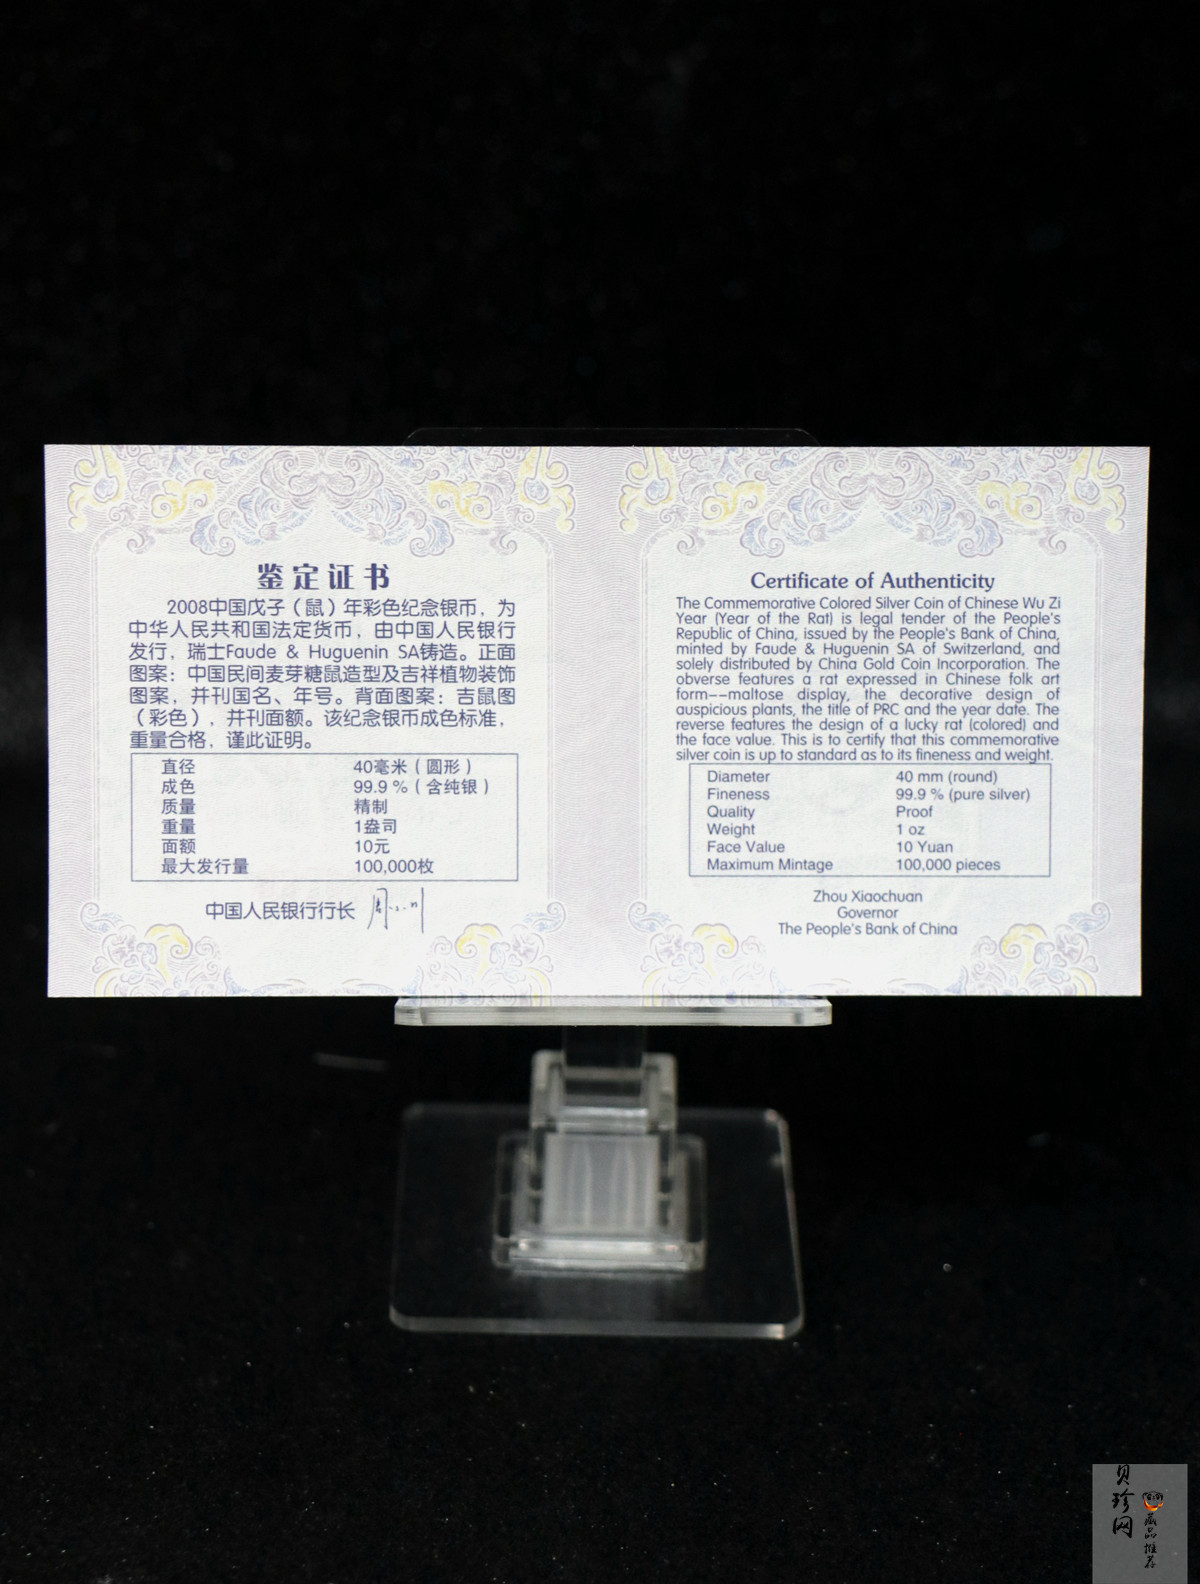 鉴定证书
2008中国戊子（鼠）年彩色纪念银币，为
中华人民共和国法定货币，由中国人民银行
发行，瑞士Faude & Huguenin SA铸造。正面
图案：中国民间麦芽糖鼠造型及吉祥植物装饰
图案，并刊国名、年号。背面图案：吉鼠图
（彩色），并刊面额。该纪念银币成色标准，
重量合格，谨此证明。
直径 40毫米（圆形）
成色 99.9 %（含纯银）
质量 精制
重量 1盎司
面额 10元
最大发行量 100,000枚
中国人民银行行长
Certificate of Authenticity
The Commemorative Colored Silver Coin of Chinese Wu Zi
Year (Year of the Rat) is legal tender of the People's
Republic of China, issued by the People's Bank of China,
minted by Faude & Huguenin SA of Switzerland, and
solely distributed by China Gold Coin Incorporation. The
obverse features a rat expressed in Chinese folk art
form--maltose display, the decorative design of
auspicious plants, the title of PRC and the year date. The
reverse features the design of a lucky rat (colored) and
the face value. This is to certify that this commemorative
silver coin is up to standard as to its fineness and weight.
Diameter 40 mm (round)
Fineness 99.9 % (pure silver)
Quality Proof
Weight 1 oz
Face Value 10 Yuan
Maximum Mintage 100,000 pieces
Zhou Xiaochuan
Governor
The People's Bank of China
贝珍网
藏品推荐